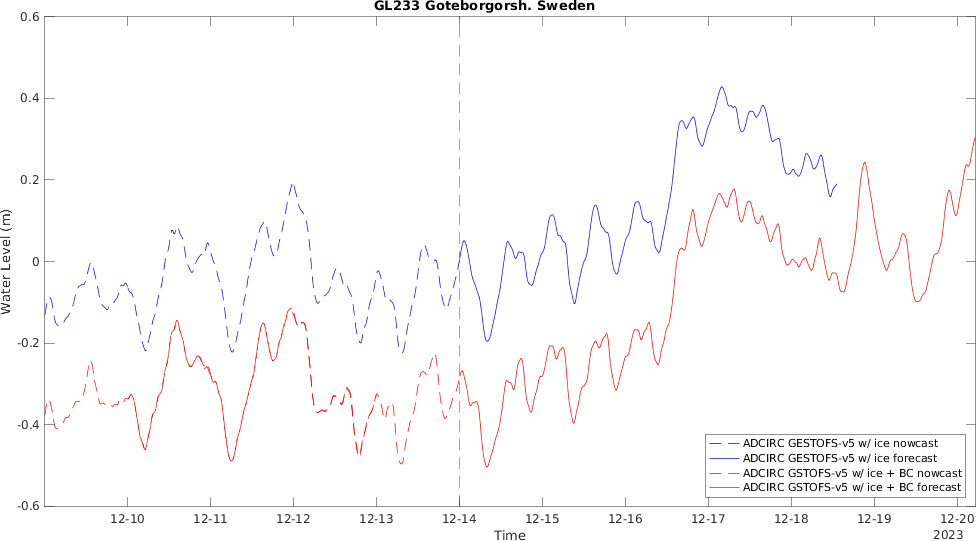 GL233 Goteborgorsh. Sweden
0.6
0.4
0.2
0
-0.2
-0.4
-0.6
Water Level (m)
12-10
12-11
12-12
12-13
12-14
12-15
12-16
12-17
12-18
12-19
12-20
Time
2023
ADCIRC GESTOFS-v5 w/ ice nowcast
ADCIRC GESTOFS-v5 w/ ice forecast
ADCIRC GSTOFS-v5 w/ ice + BC nowcast
ADCIRC GSTOFS-v5 w/ ice + BC forecast